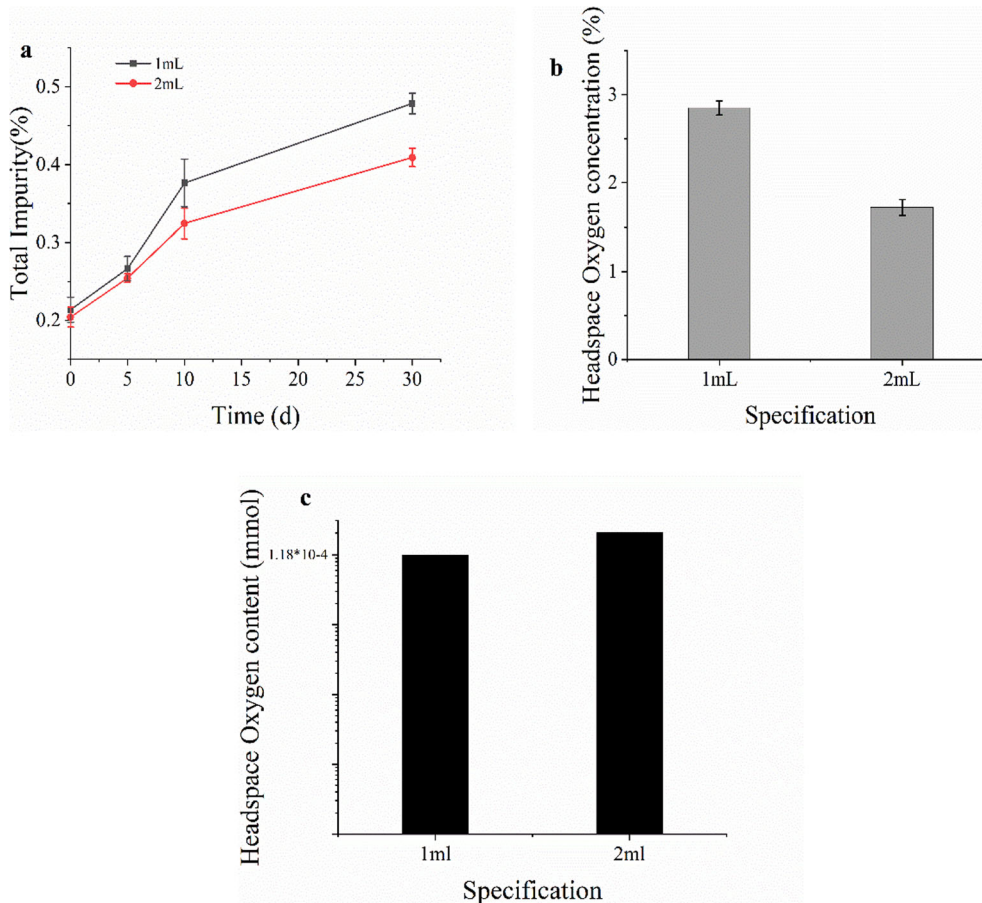 a
1mL
2mL
0.5
0.4
0.3
0.2
0 5 10 15 20 25 30
Time (d)
Total Impurity(%)
b
Headspace Oxygen concentration (%)
3
2
1
0
1mL 2mL
Specification
c
Headspace Oxygen content (mmol)
1.18*10-4
1ml 2ml
Specification